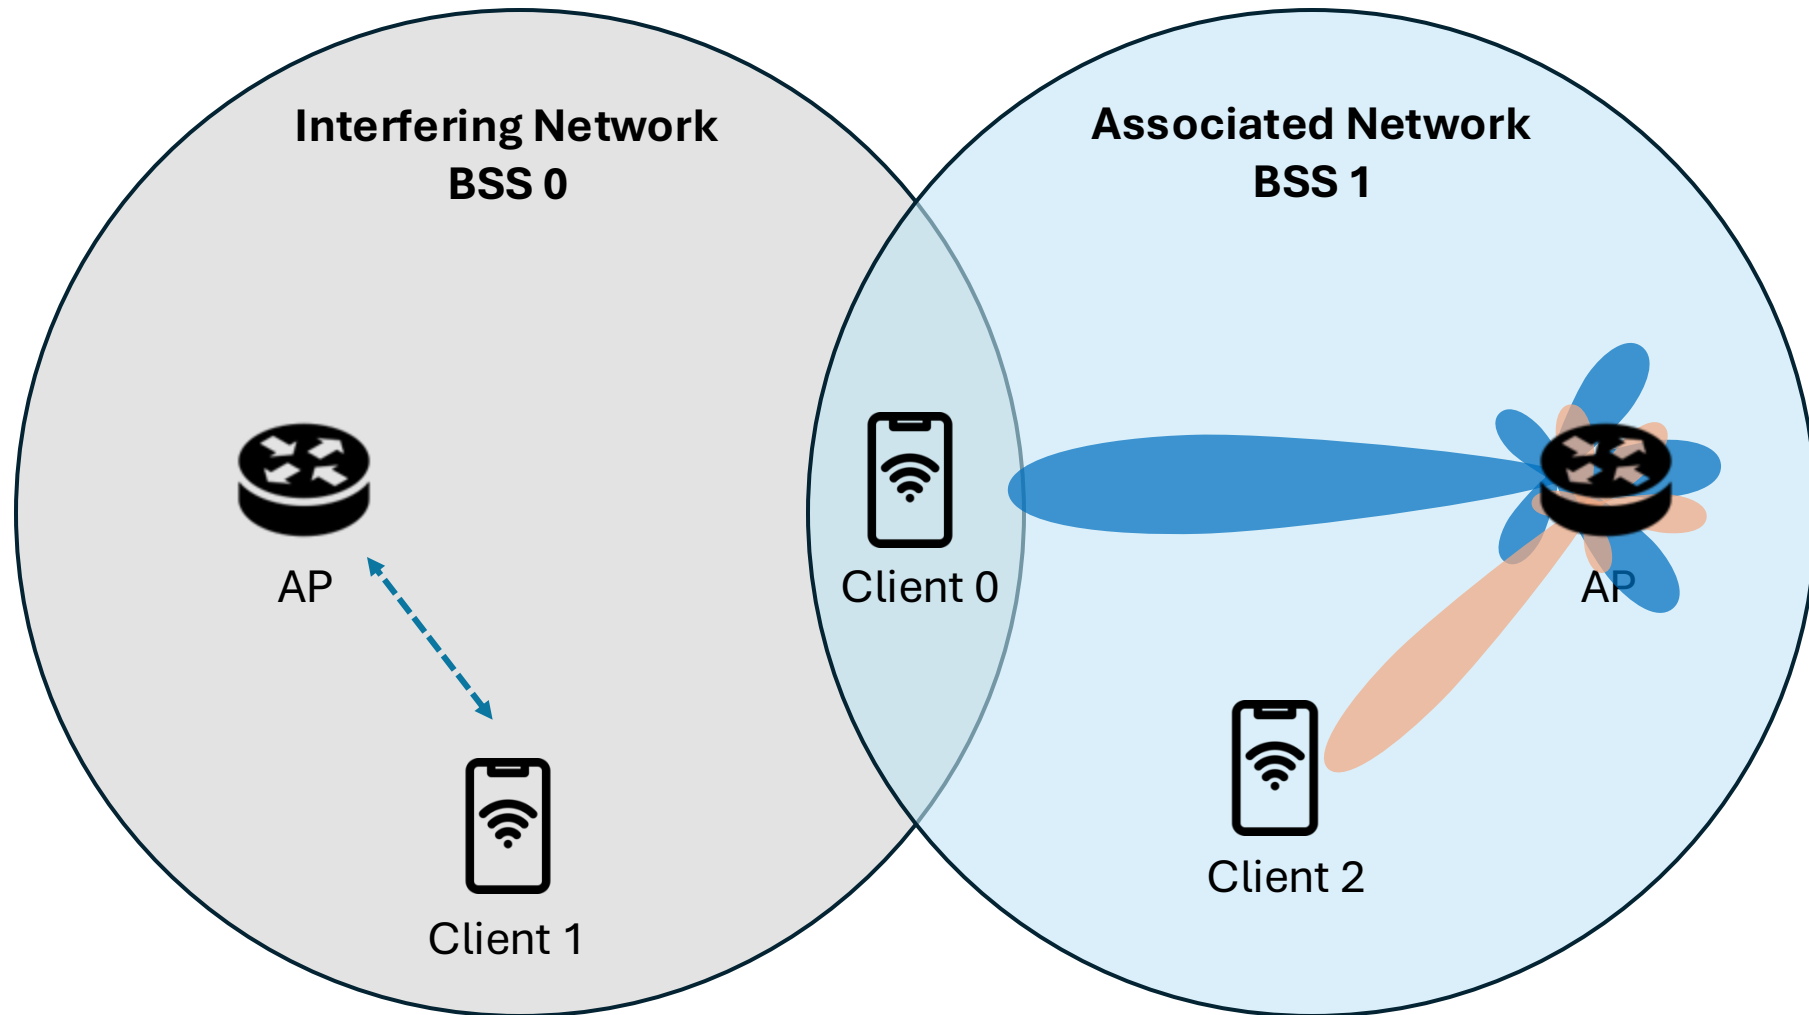 Interfering Network
BSS 0
Associated Network
BSS 1
AP
Client 0
AP
Client 1
Client 2